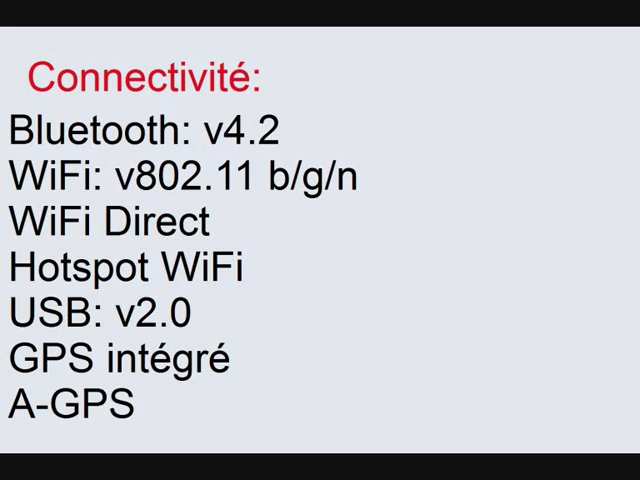 Connectivité:
Bluetooth: v4.2
WiFi: v802.11 b/g/n
WiFi Direct
Hotspot WiFi
USB: v2.0
GPS intégré
A-GPS